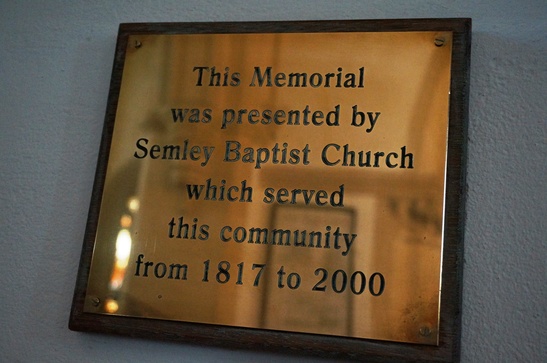 This Memorial
was presented by
Semley Baptist Church
which served
this community
from 1817 to 2000